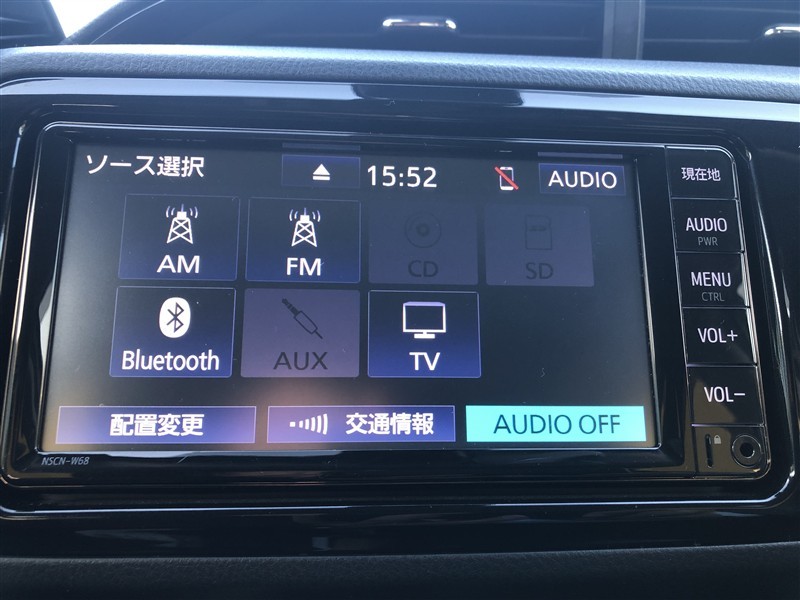 ソース選択 15:52 AUDIO
AM FM CD SD
Bluetooth AUX TV
配置変更 交通情報 AUDIO OFF
NSCN-W68
現在地
AUDIO
PWR
MENU
CTRL
VOL+
VOL-